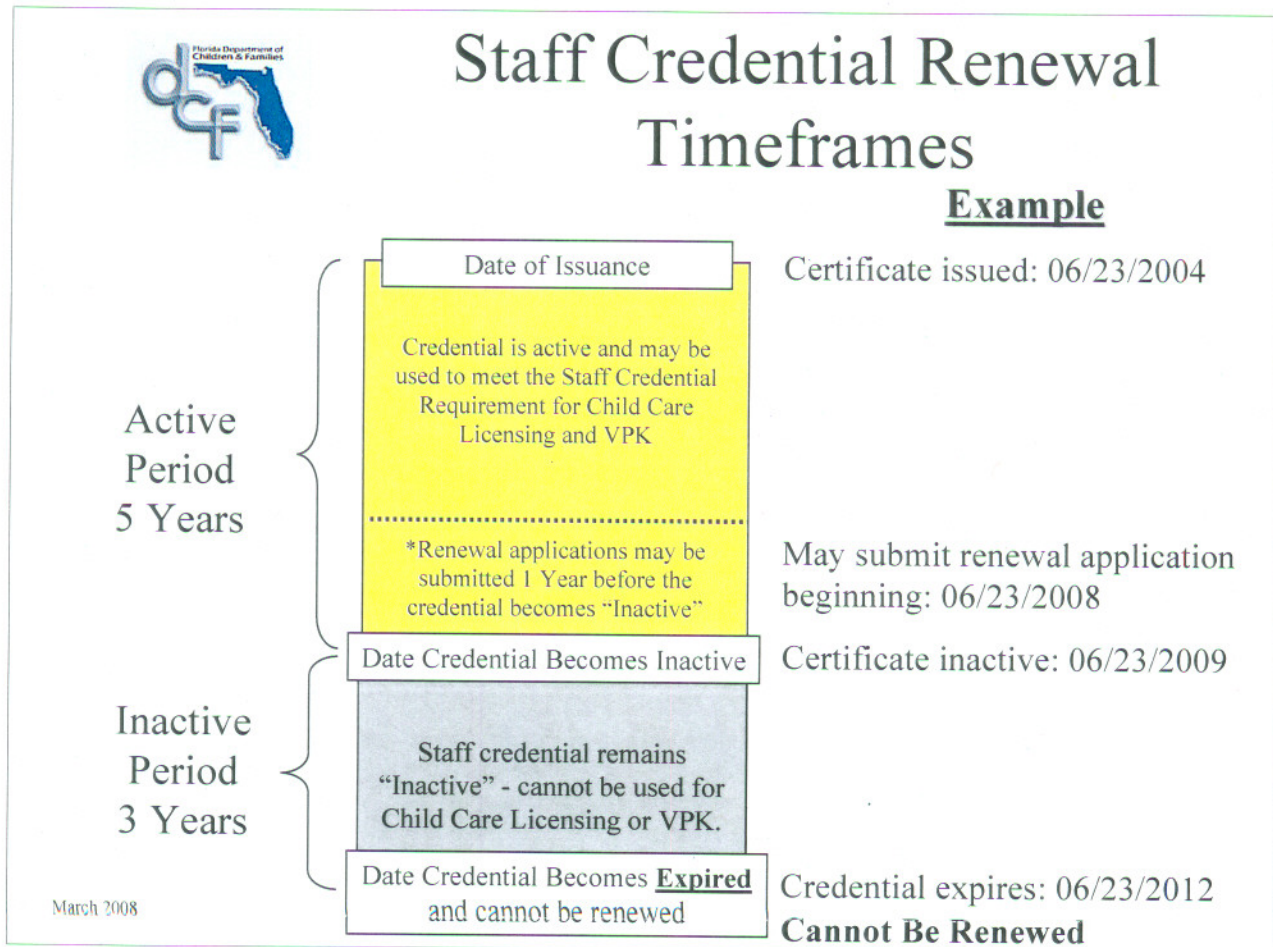 Florida Department of
Children & Families
dcf
Staff Credential Renewal
Timeframes
Example
Date of Issuance
Certificate issued: 06/23/2004
Credential is active and may be
used to meet the Staff Credential
Requirement for Child Care
Licensing and VPK
Active
Period
5 Years
*Renewal applications may be
submitted 1 Year before the
credential becomes “Inactive”
May submit renewal application
beginning: 06/23/2008
Date Credential Becomes Inactive
Certificate inactive: 06/23/2009
Inactive
Period
3 Years
Staff credential remains
“Inactive” - cannot be used for
Child Care Licensing or VPK.
Date Credential Becomes Expired
and cannot be renewed
Credential expires: 06/23/2012
Cannot Be Renewed
March 2008